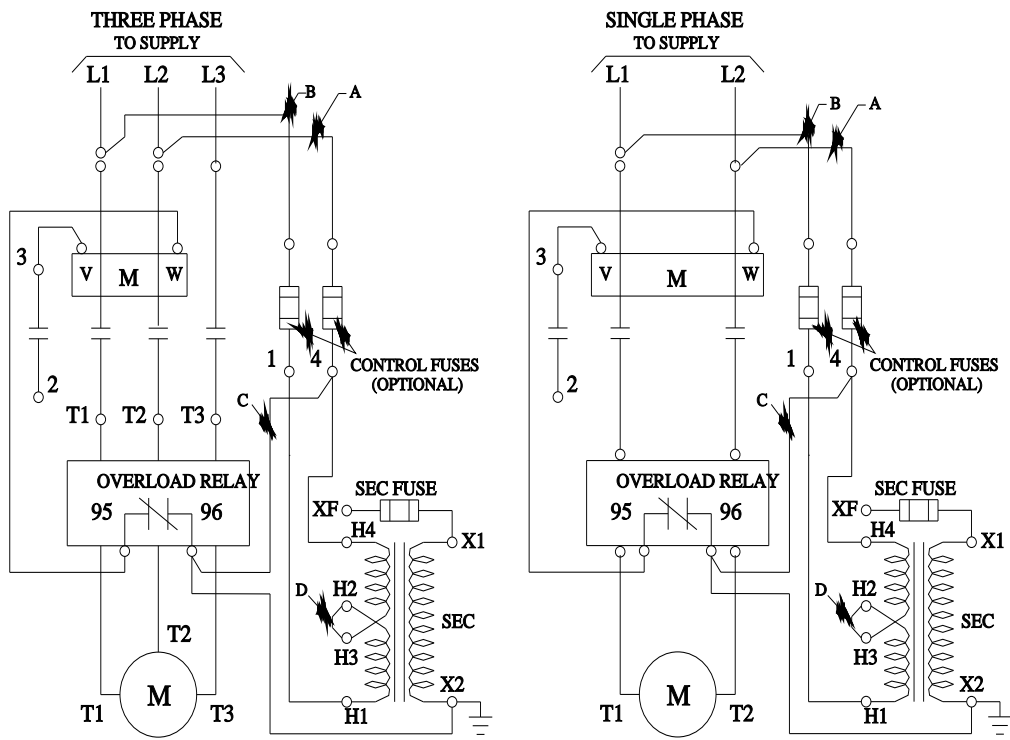 THREE PHASE
TO SUPPLY
L1 L2 L3
B
A
3
V M W
1 4
CONTROL FUSES
(OPTIONAL)
2
C
T1 T2 T3
OVERLOAD RELAY
95 96
SEC FUSE
XF
H4
X1
D
H2
H3
SEC
T2
M
T1 T3
X2
H1
SINGLE PHASE
TO SUPPLY
L1 L2
B
A
3
V M W
1 4
CONTROL FUSES
(OPTIONAL)
2
C
OVERLOAD RELAY
95 96
SEC FUSE
XF
H4
X1
D
H2
H3
SEC
M
T1 T2
X2
H1